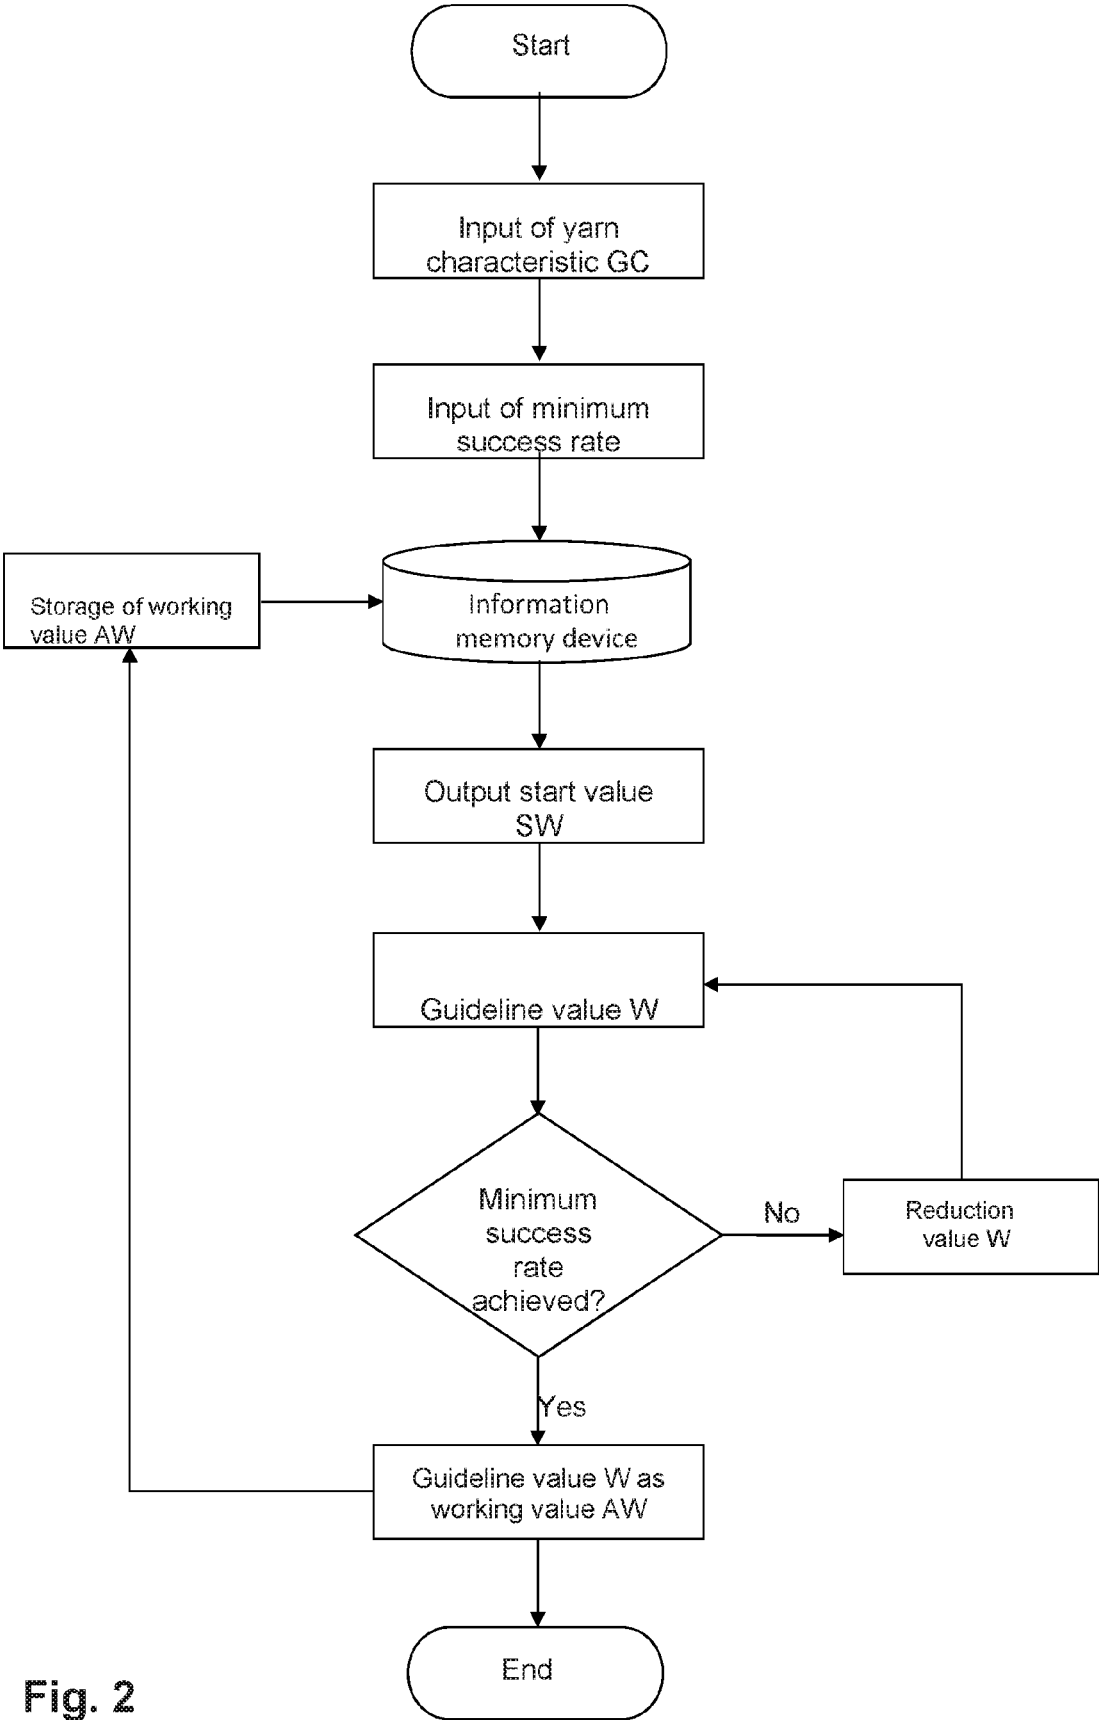 Start
Input of yarn
characteristic GC
Input of minimum
success rate
Storage of working
value AW
Information
memory device
Output start value
SW
Guideline value W
Minimum
success
rate
achieved?
No
Reduction
value W
Yes
Guideline value W as
working value AW
End
Fig. 2